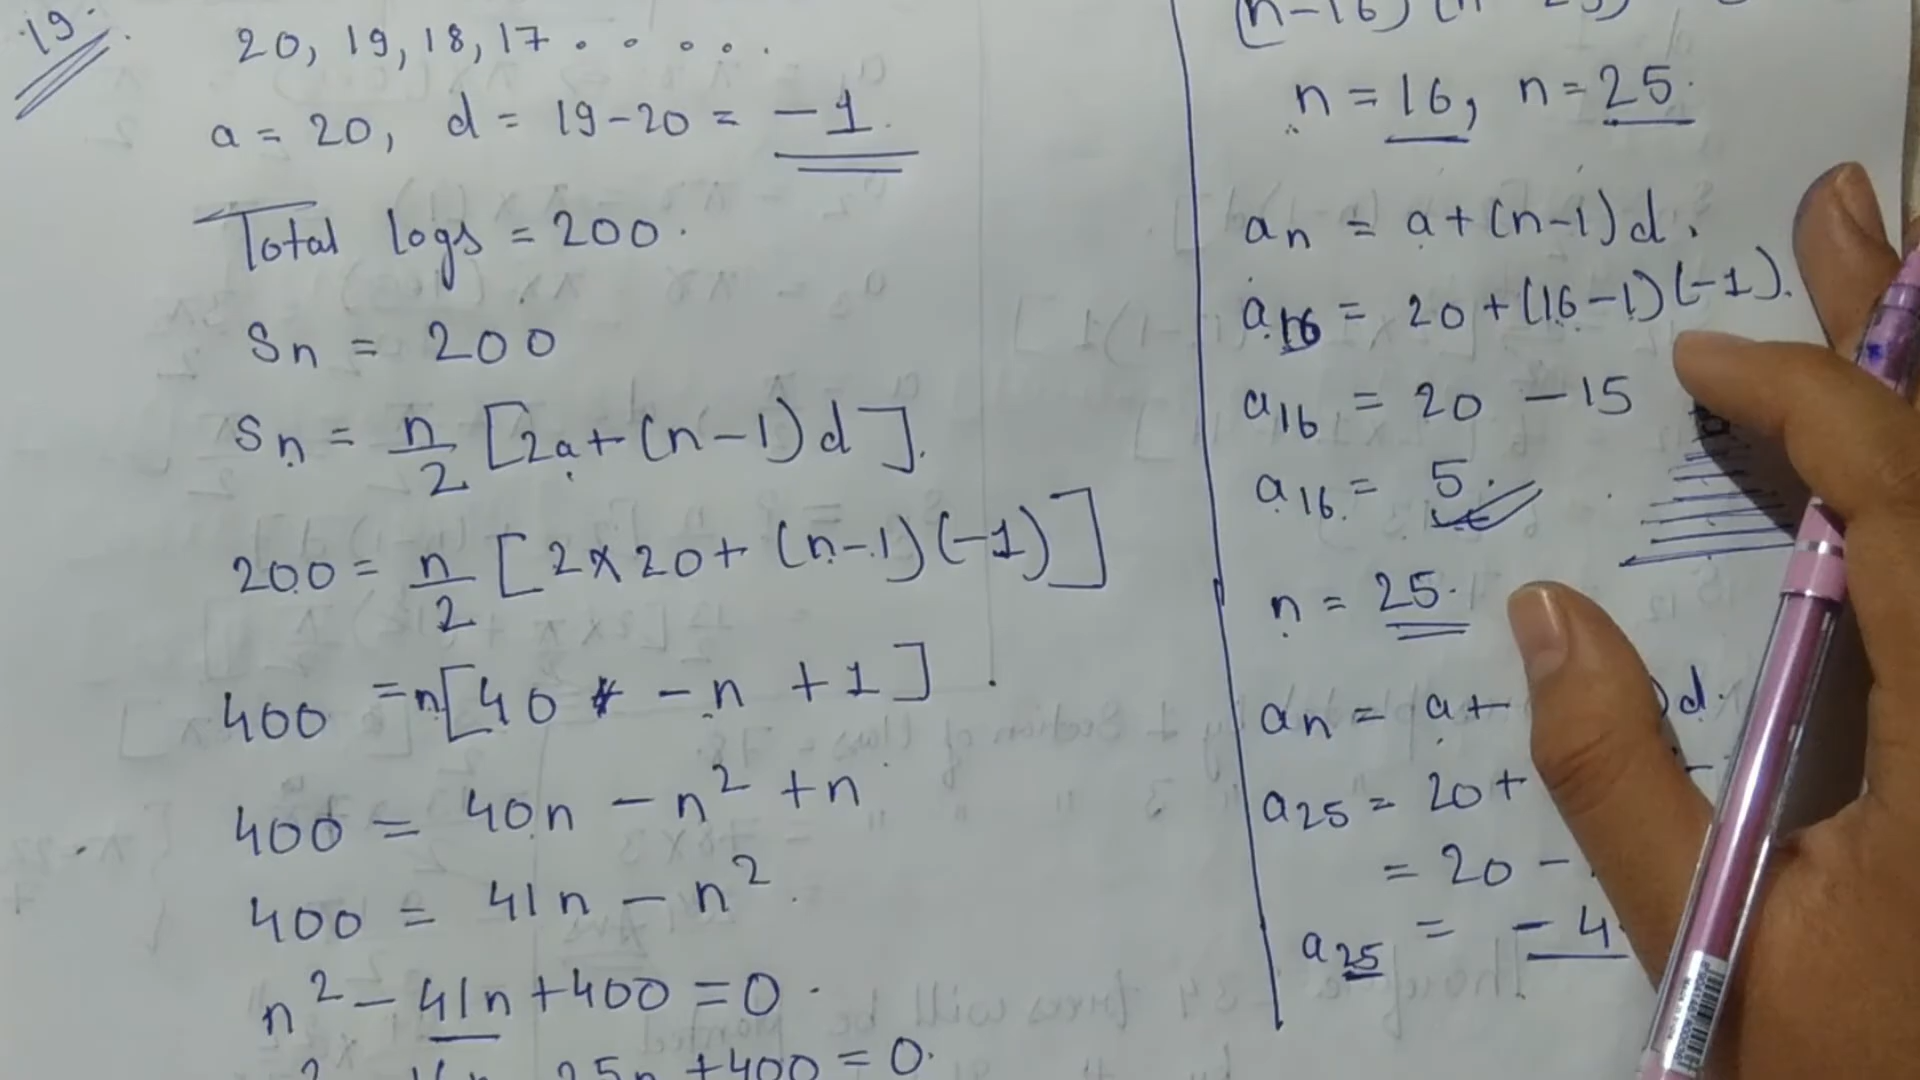 19.
20, 19, 18, 17 . . . . .
a = 20, d = 19-20 = -1.
Total logs = 200.
Sn = 200
Sn = n/2 [2a+(n-1)d].
200 = n/2 [2×20+(n-1)(-1)]
400 = n[40 - n + 1].
400 = 40n - n² + n
400 = 41n - n².
n² - 41n + 400 = 0.
+400 = 0.
n = 16, n = 25.
an = a+(n-1)d.
a16 = 20+(16-1)(-1).
a16 = 20 - 15
a16 = 5.
n = 25.
an = a+ )d.
a25 = 20+
= 20 -
a25 = - 4